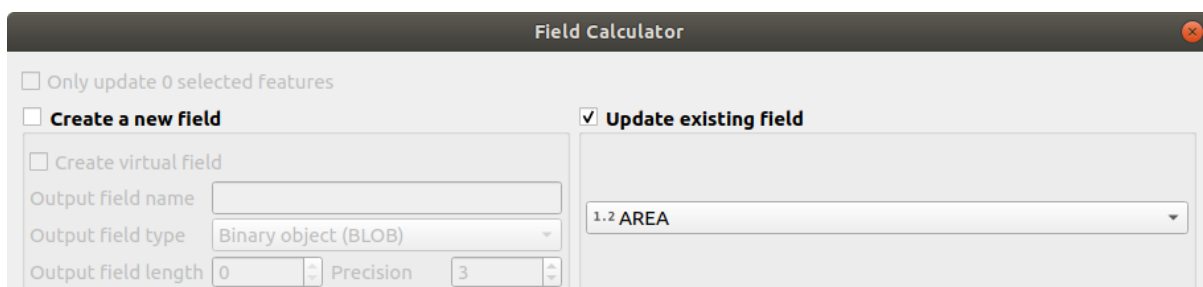 Field Calculator
Only update 0 selected features
Create a new field
Update existing field
Create virtual field
Output field name
1.2 AREA
Output field type Binary object (BLOB)
Output field length 0 Precision 3